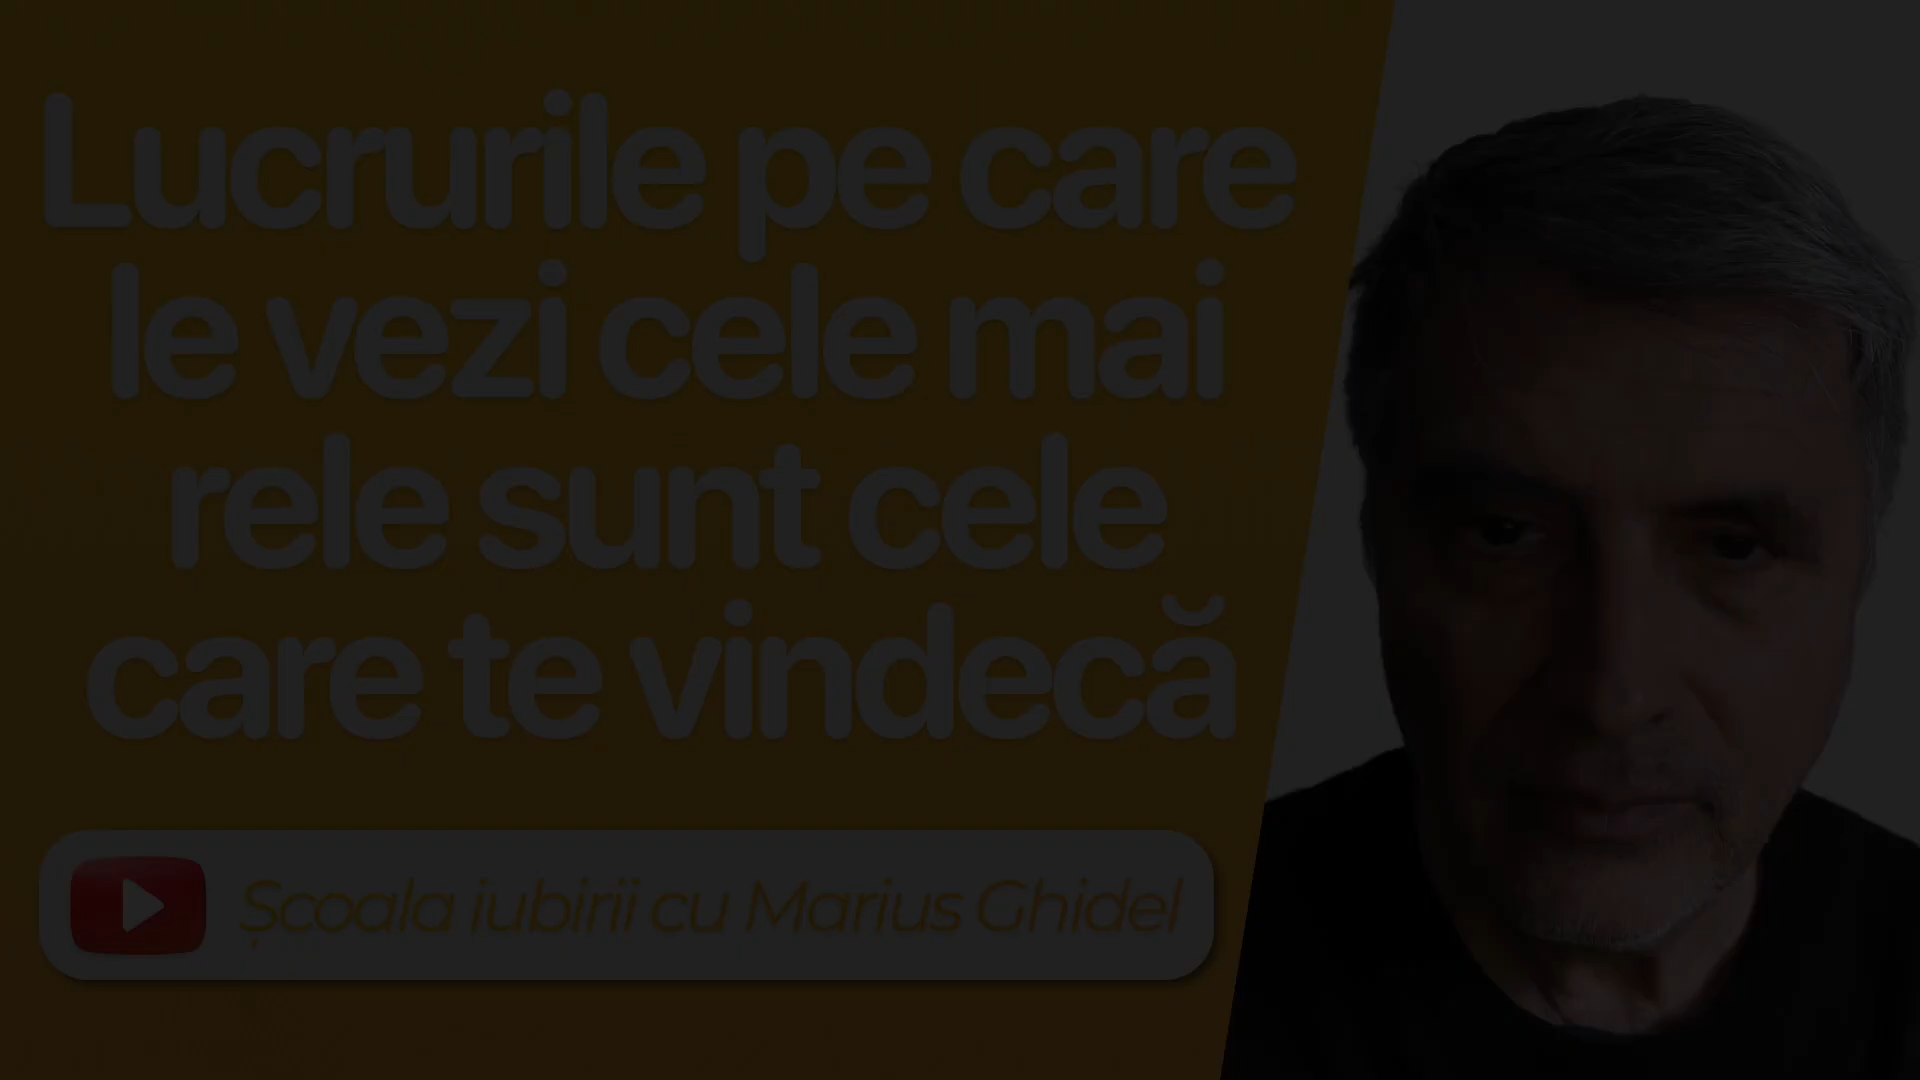 Lucrurile pe care
le vezi cele mai
rele sunt cele
care te vindecă
Școala iubirii cu Marius Ghidel